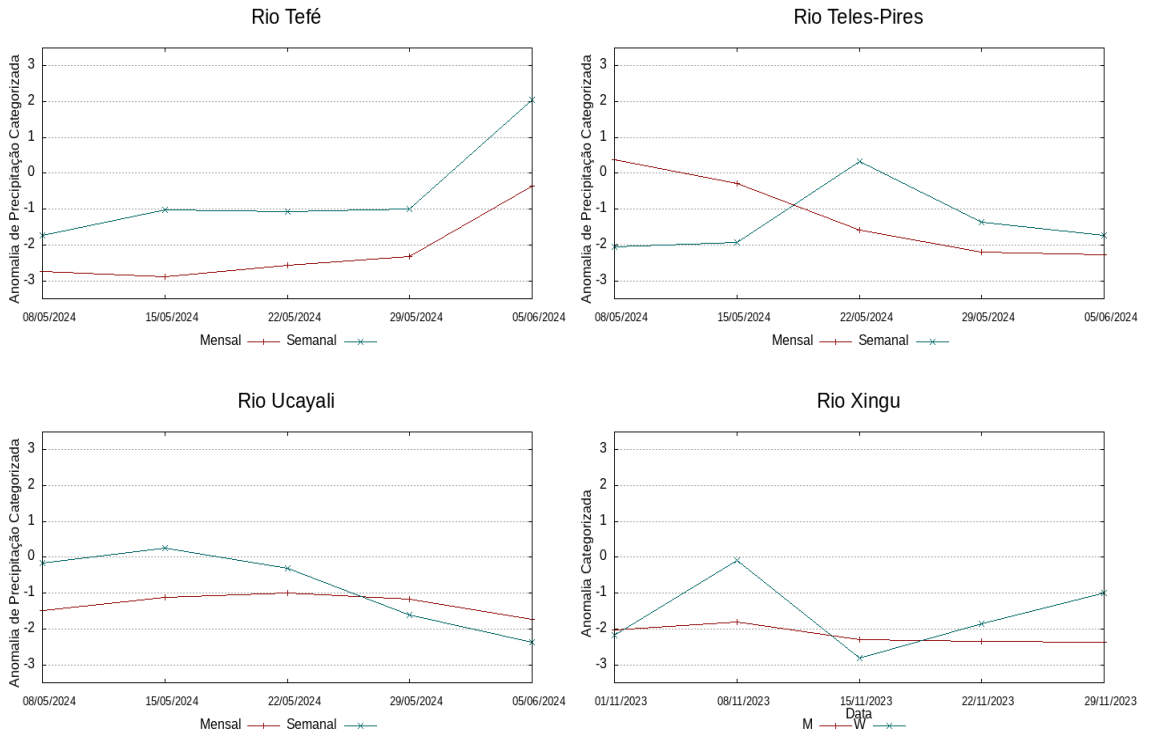 Rio Tefé
Anomalia de Precipitação Categorizada
3
2
1
0
-1
-2
-3
08/05/2024 15/05/2024 22/05/2024 29/05/2024 05/06/2024
Mensal Semanal
Rio Teles-Pires
Anomalia de Precipitação Categorizada
3
2
1
0
-1
-2
-3
08/05/2024 15/05/2024 22/05/2024 29/05/2024 05/06/2024
Mensal Semanal
Rio Ucayali
Anomalia de Precipitação Categorizada
3
2
1
0
-1
-2
-3
08/05/2024 15/05/2024 22/05/2024 29/05/2024 05/06/2024
Mensal Semanal
Rio Xingu
Anomalia Categorizada
3
2
1
0
-1
-2
-3
01/11/2023 08/11/2023 15/11/2023 22/11/2023 29/11/2023
Data
M W